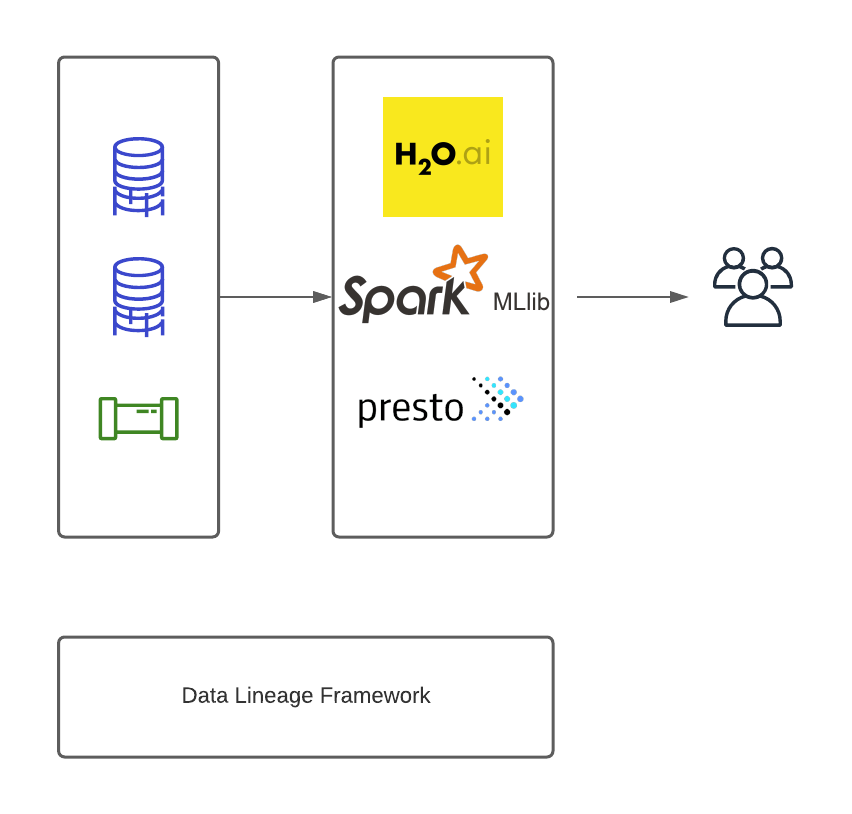 H2O.ai
Spark MLlib
presto
Data Lineage Framework